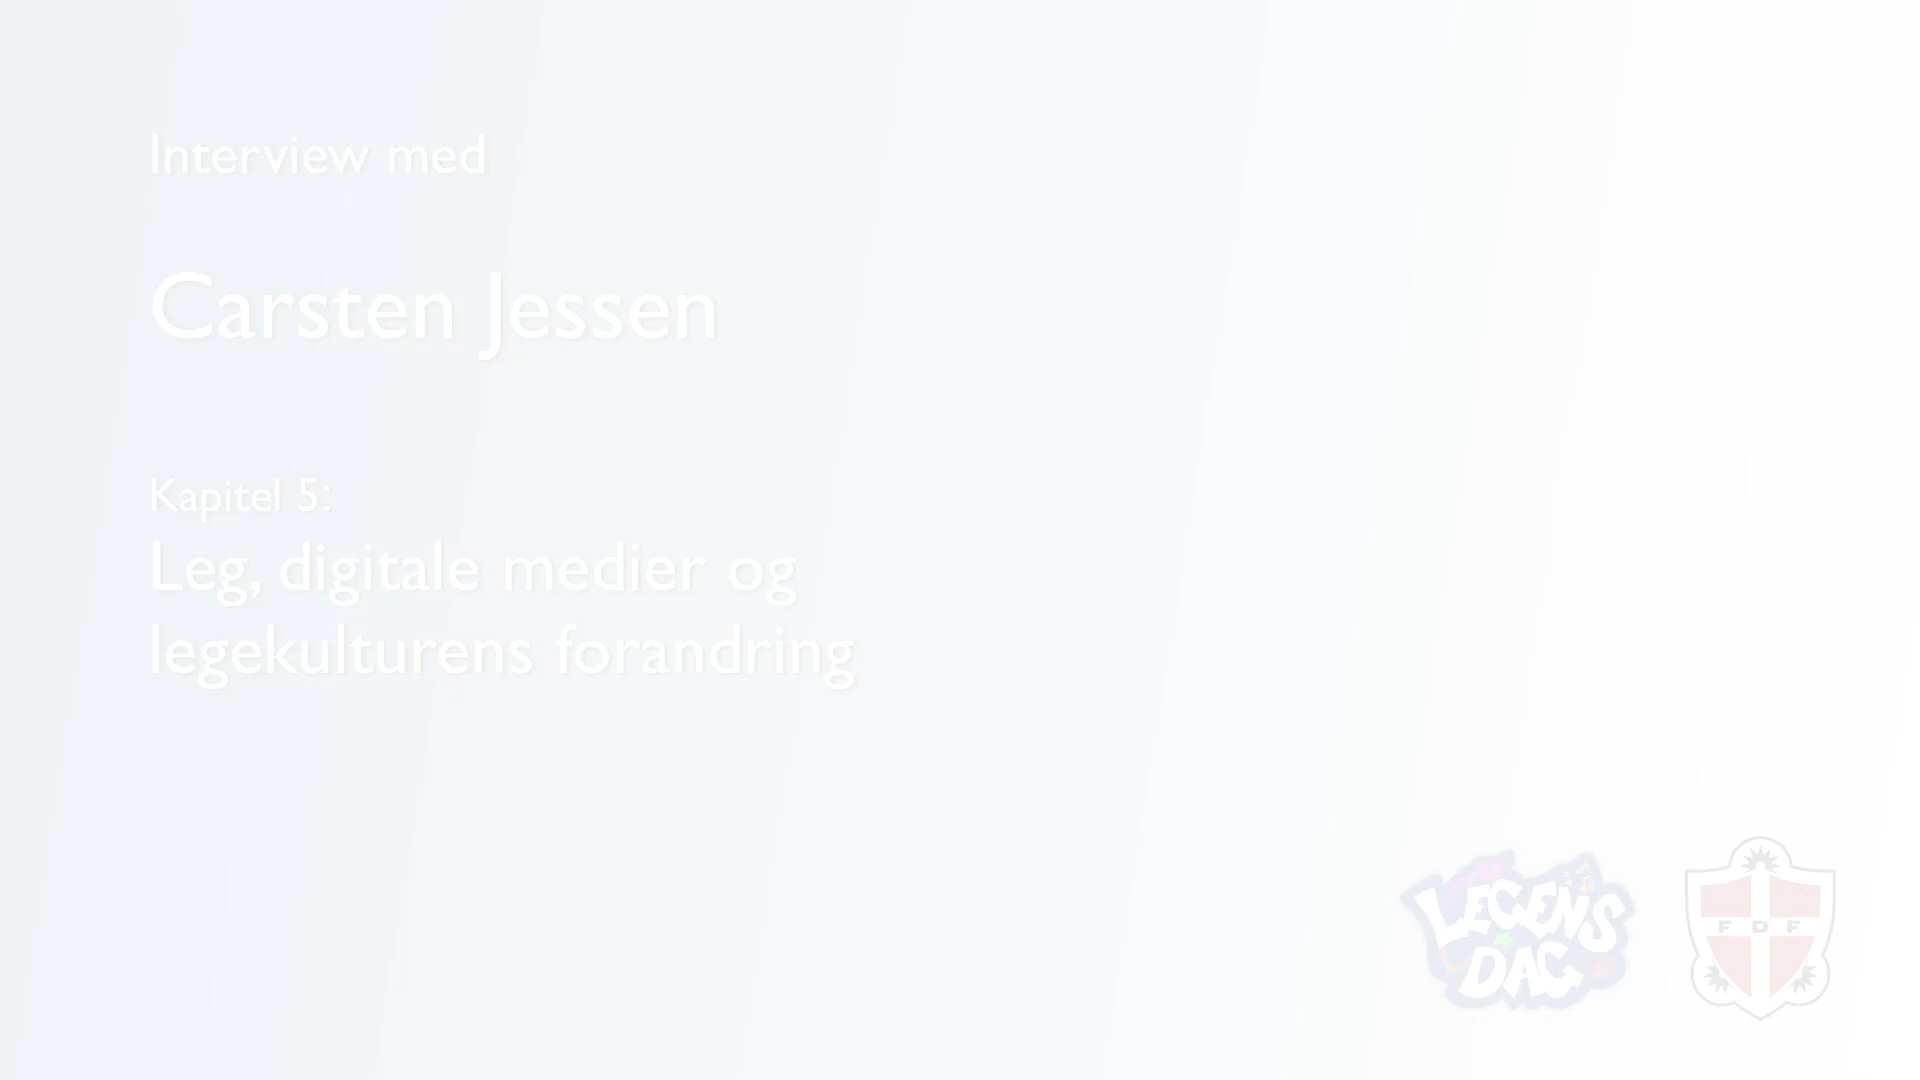 Interview med
Carsten Jessen
Kapitel 5:
Leg, digitale medier og
legekulturens forandring
LEGENS
DAG
F D F